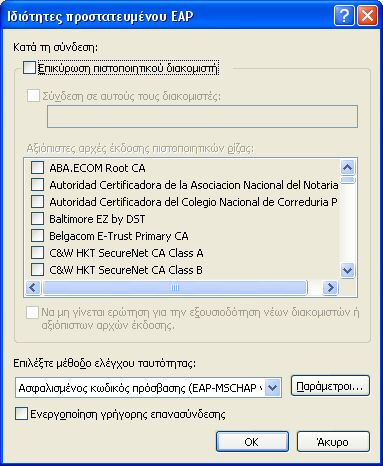 Ιδιότητες προστατευμένου EAP
Κατά τη σύνδεση:
Επικύρωση πιστοποιητικού διακομιστή
Σύνδεση σε αυτούς τους διακομιστές:
Αξιόπιστες αρχές έκδοσης πιστοποιητικών ρίζας:
ABA.ECOM Root CA
Autoridad Certificadora de la Asociacion Nacional del Notaria
Autoridad Certificadora del Colegio Nacional de Correduria P
Baltimore EZ by DST
Belgacom E-Trust Primary CA
C&W HKT SecureNet CA Class A
C&W HKT SecureNet CA Class B
Να μη γίνεται ερώτηση για την εξουσιοδότηση νέων διακομιστών ή
αξιόπιστων αρχών έκδοσης.
Επιλέξτε μέθοδο ελέγχου ταυτότητας:
Ασφαλισμένος κωδικός πρόσβασης (EAP-MSCHAP v
Παράμετροι...
Ενεργοποίηση γρήγορης επανασύνδεσης
OK
Άκυρο